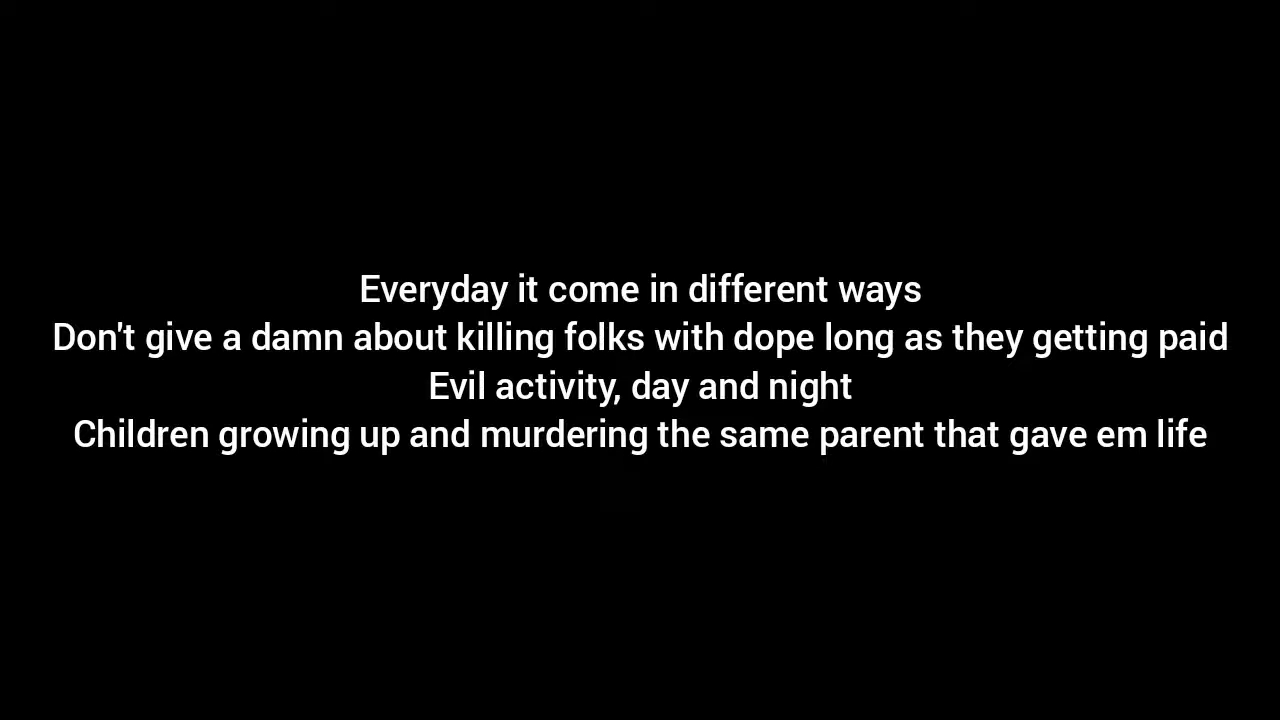 Everyday it come in different ways
Don't give a damn about killing folks with dope long as they getting paid
Evil activity, day and night
Children growing up and murdering the same parent that gave em life